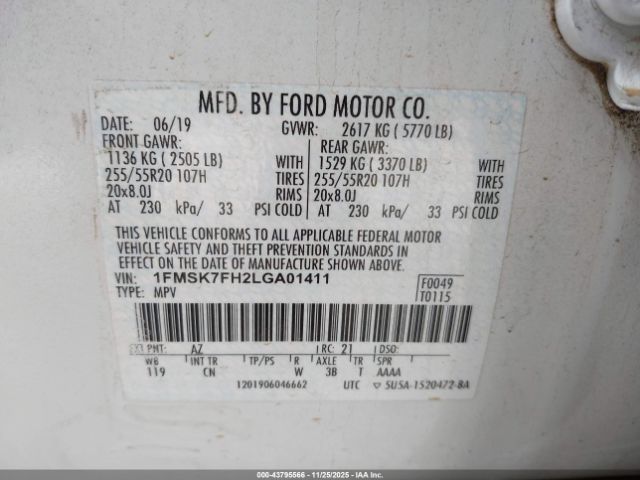 MFD. BY FORD MOTOR CO.
DATE: 06/19 GVWR: 2617 KG ( 5770 LB)
FRONT GAWR: REAR GAWR:
1136 KG ( 2505 LB) WITH 1529 KG ( 3370 LB) WITH
255/55R20 107H TIRES 255/55R20 107H TIRES
20x8.0J RIMS 20x8.0J RIMS
AT 230 kPa/ 33 PSI COLD AT 230 kPa/ 33 PSI COLD
THIS VEHICLE CONFORMS TO ALL APPLICABLE FEDERAL MOTOR
VEHICLE SAFETY AND THEFT PREVENTION STANDARDS IN EFFECT
ON THE DATE OF MANUFACTURE SHOWN ABOVE.
VIN: 1FMSK7FH2LGA01411 F0049
TYPE: MPV T0115
EXT PNT: AZ RC: 21 DSO:
WB INT TR TP/PS R AXLE TR SPR
119 CN W 3B T AAAA
1201906046662 UTC ▽ 5U5A-1520472-BA
000-43795566 - 11/25/2025 - IAA, Inc.